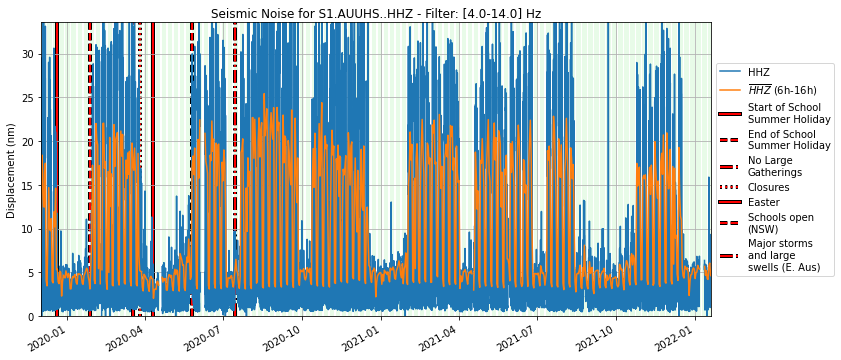 Seismic Noise for S1.AUUHS..HHZ - Filter: [4.0-14.0] Hz
Displacement (nm)
30
25
20
15
10
5
0
2020-01
2020-04
2020-07
2020-10
2021-01
2021-04
2021-07
2021-10
2022-01
HHZ
HHZ (6h-16h)
Start of School
Summer Holiday
End of School
Summer Holiday
No Large
Gatherings
Closures
Easter
Schools open
(NSW)
Major storms
and large
swells (E. Aus)